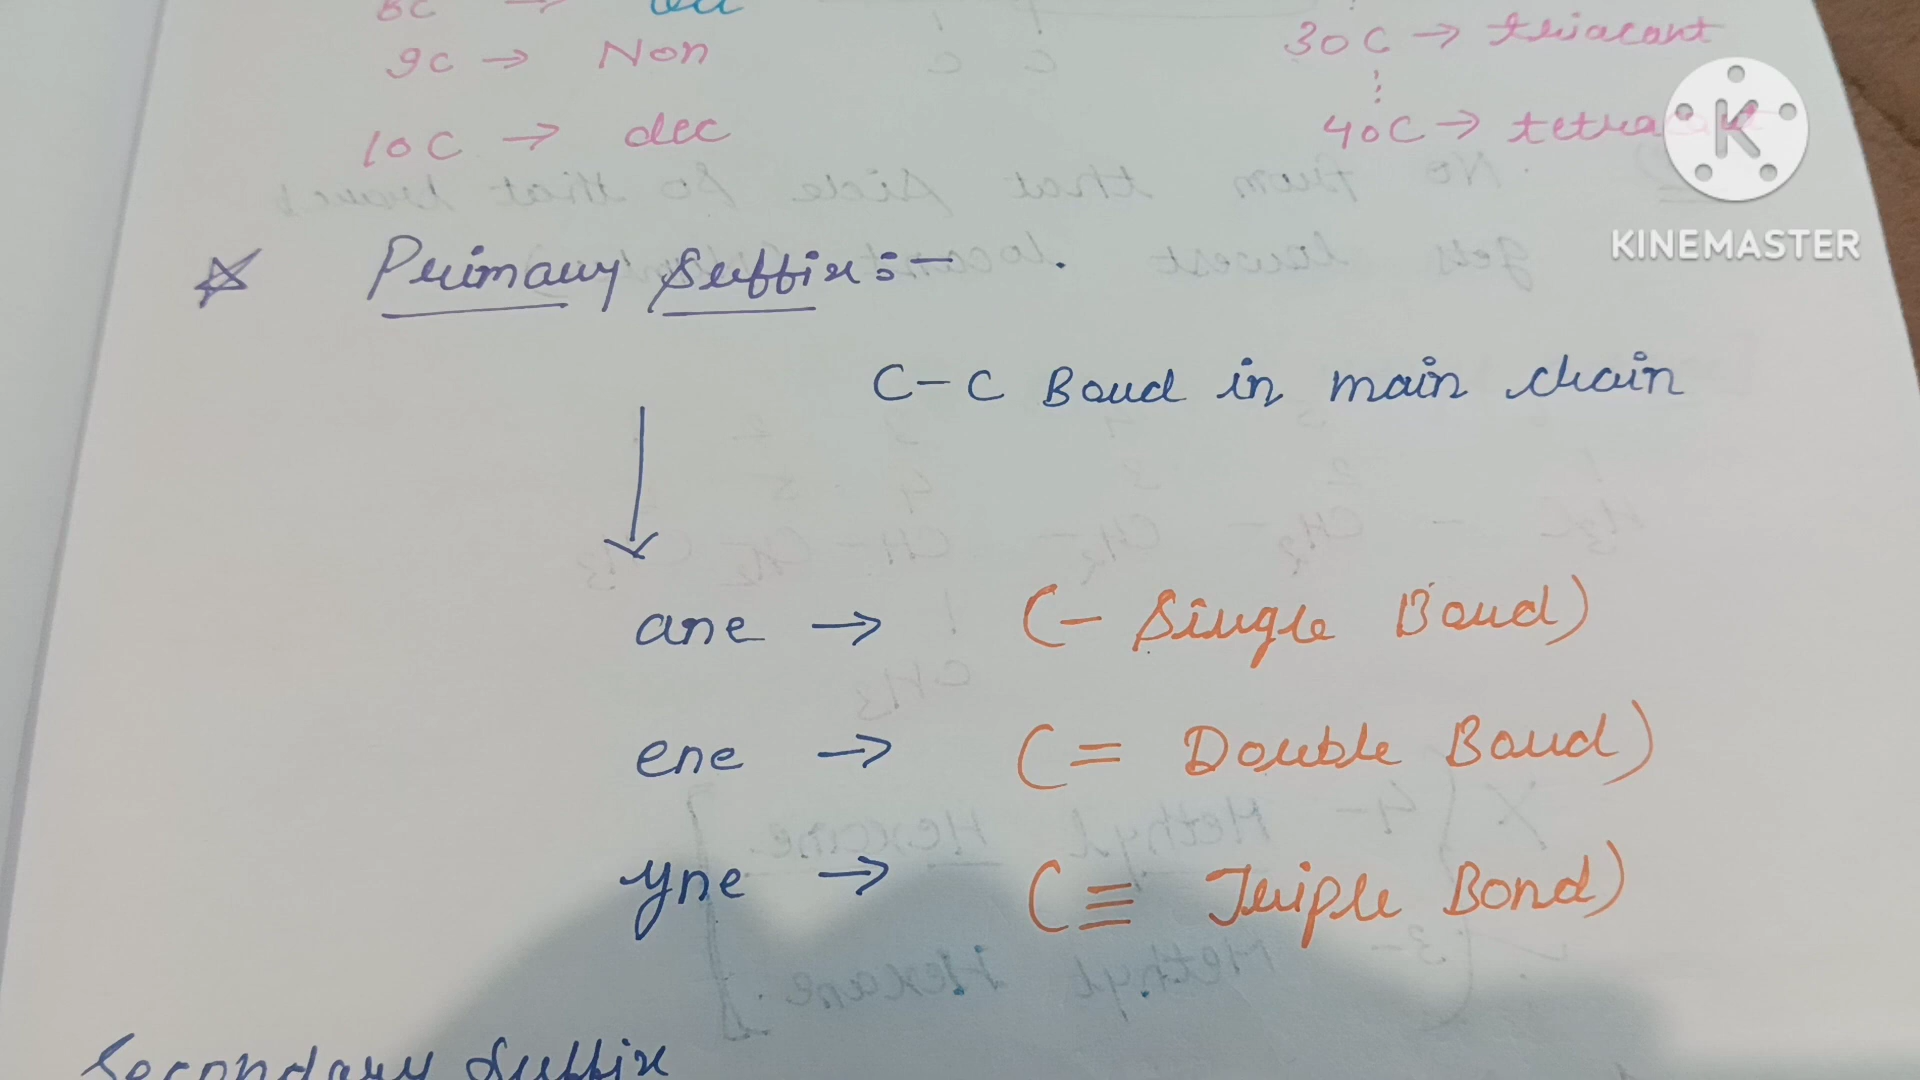 8C →
9C → Non
30C → triacont
10C → dec
40C →
KINEMASTER
Primary Suffix :-
C-C Bond in main chain
ane → (- Single Bond)
ene → (= Double Bond)
yne → (≡ Triple Bond)
Secondary Suffix